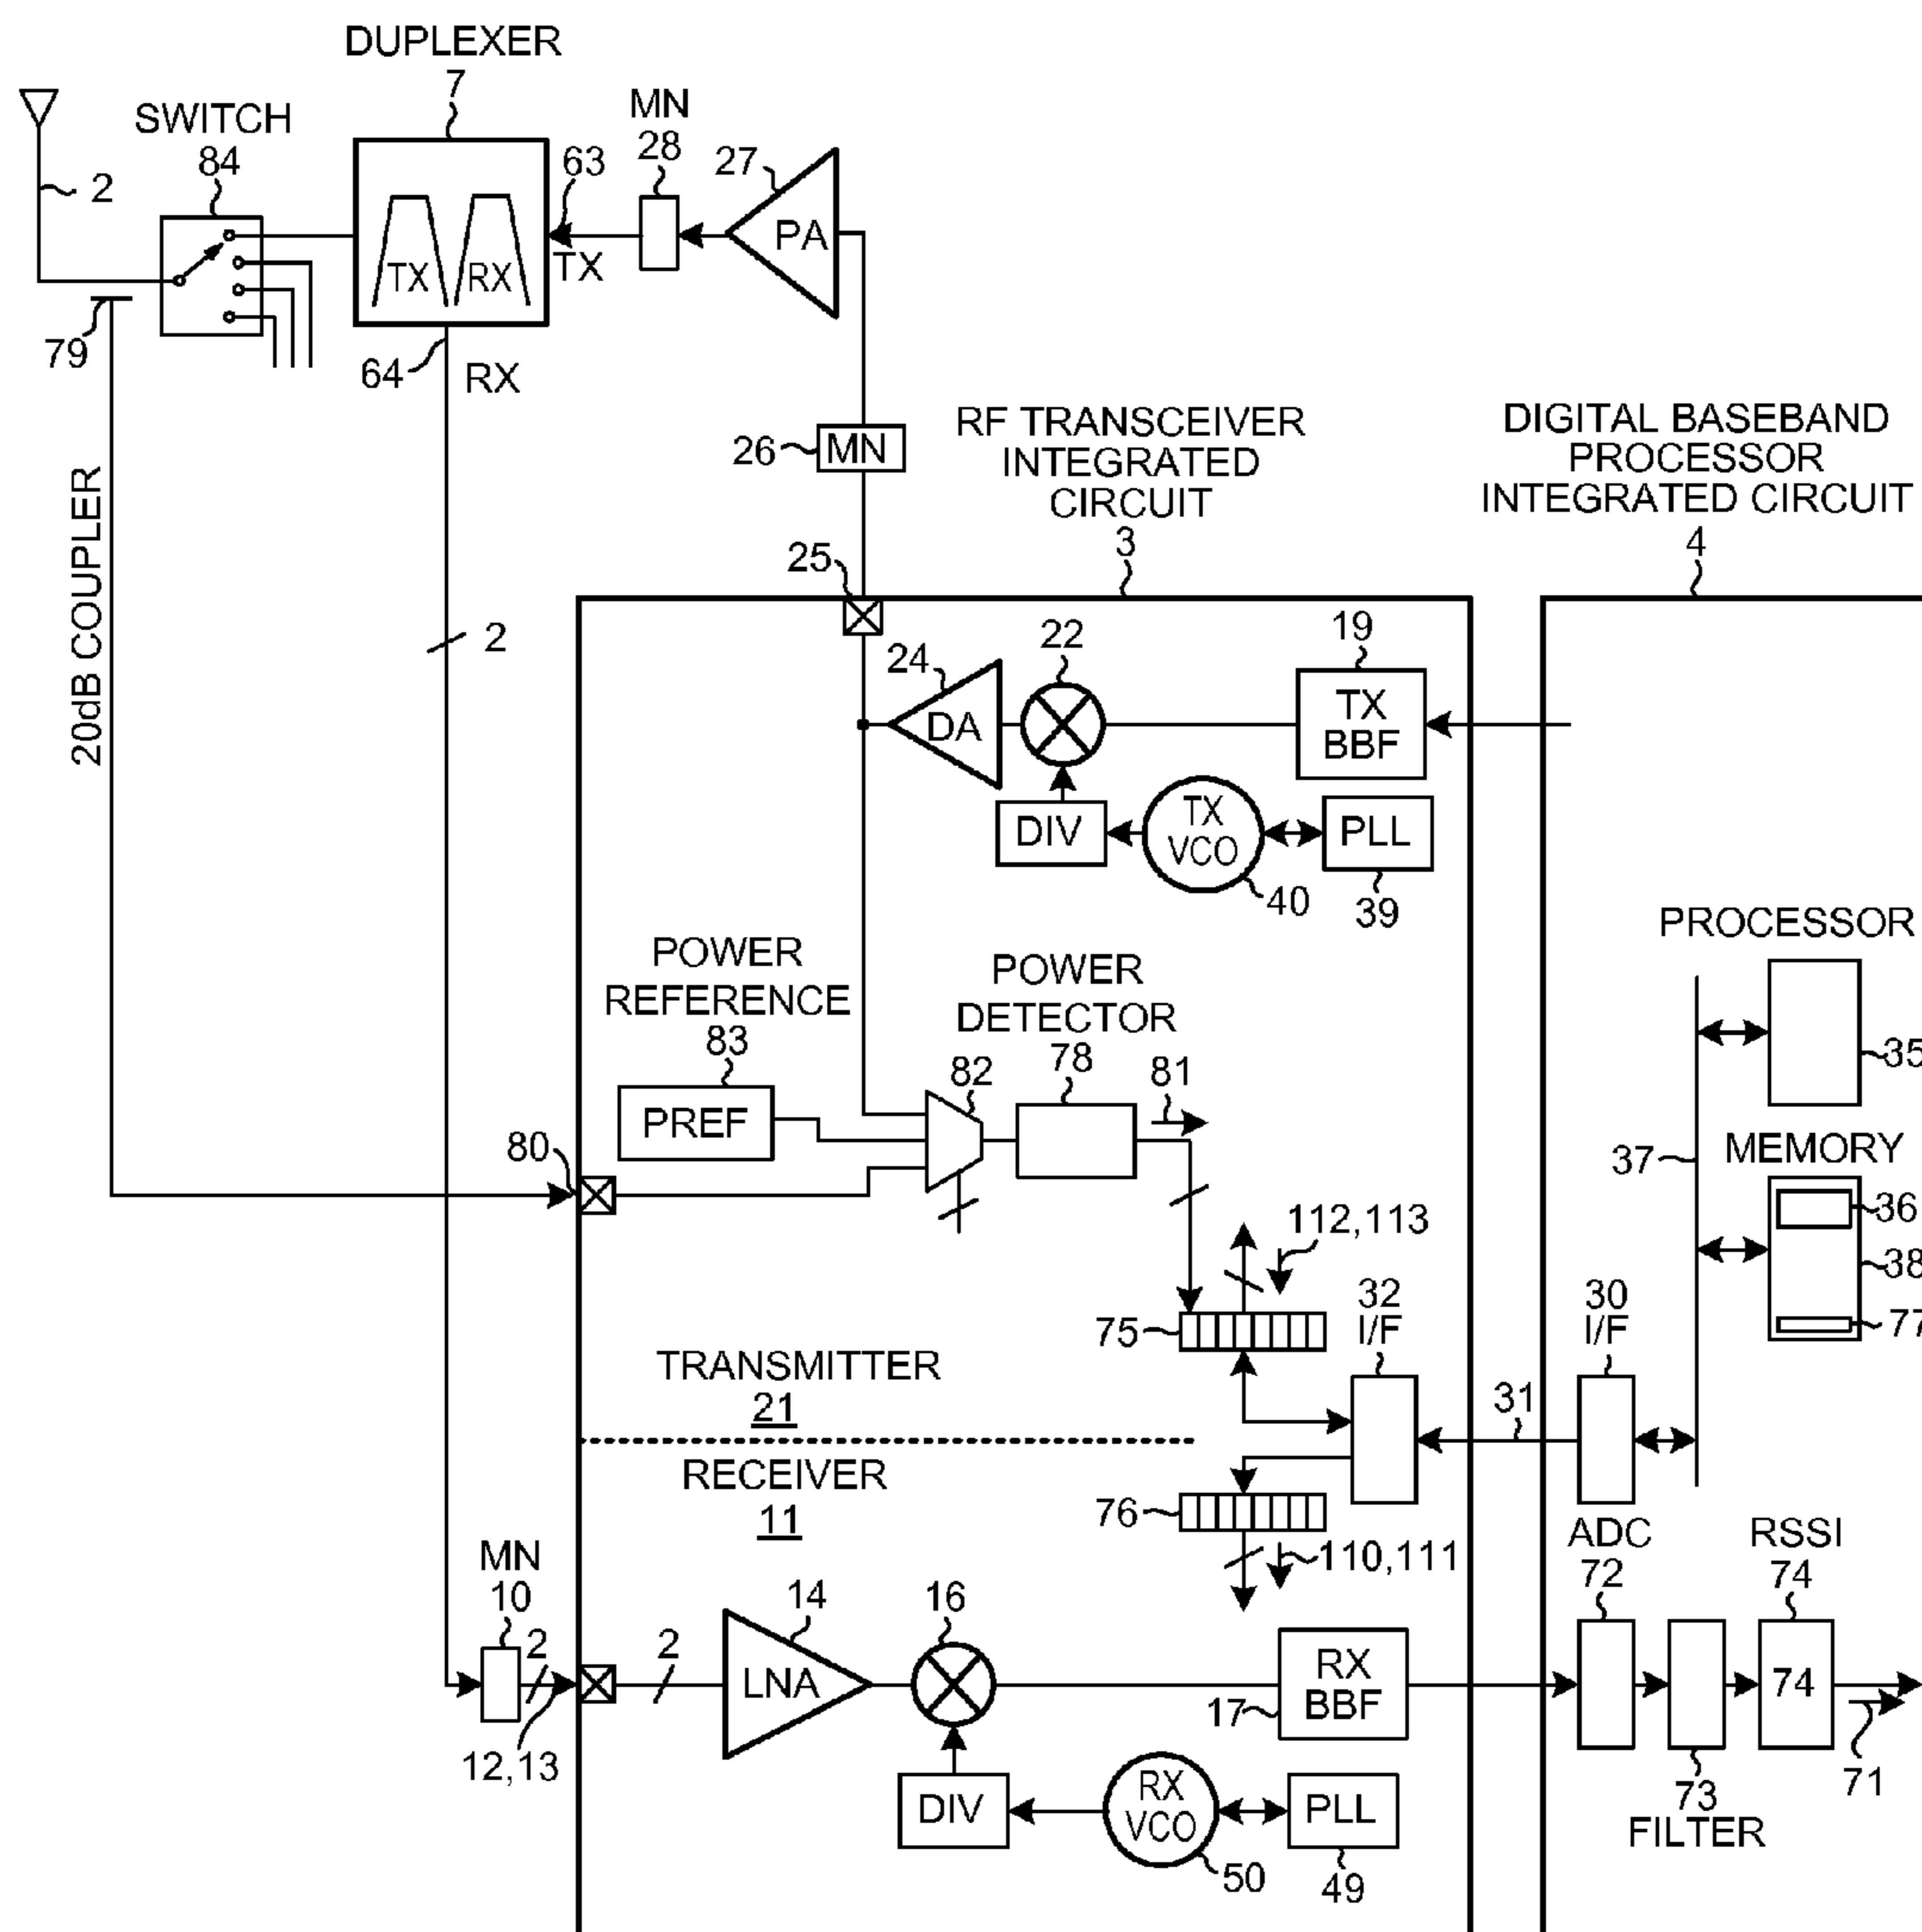 DUPLEXER
7
SWITCH
84
2
MN
28
27
63
TX
PA
TX
RX
79
64
RX
20dB COUPLER
2
26
MN
RF TRANSCEIVER
INTEGRATED
CIRCUIT
3
DIGITAL BASEBAND
PROCESSOR
INTEGRATED CIRCUIT
4
25
24
DA
22
19
TX
BBF
DIV
TX
VCO
PLL
40
39
POWER
REFERENCE
83
PREF
POWER
DETECTOR
78
82
81
80
PROCESSOR
35
37
MEMORY
36
38
77
112,113
75
32
I/F
30
I/F
31
TRANSMITTER
21
RECEIVER
11
76
110,111
ADC
72
RSSI
74
74
73
FILTER
71
MN
10
2
12,13
2
14
LNA
16
RX
BBF
17
DIV
RX
VCO
PLL
50
49